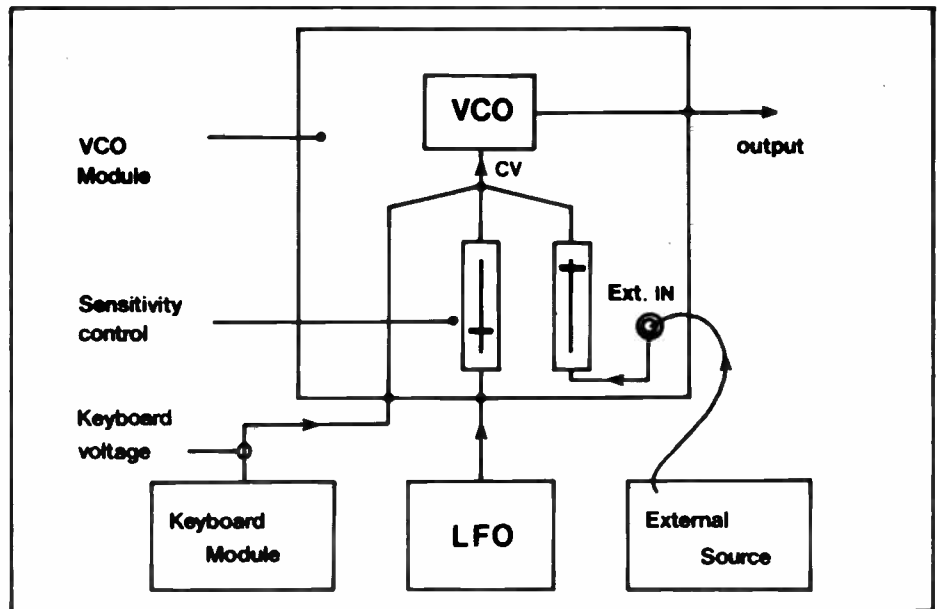 VCO
output
VCO
Module
CV
Ext. IN
Sensitivity
control
Keyboard
voltage
Keyboard
Module
LFO
External
Source